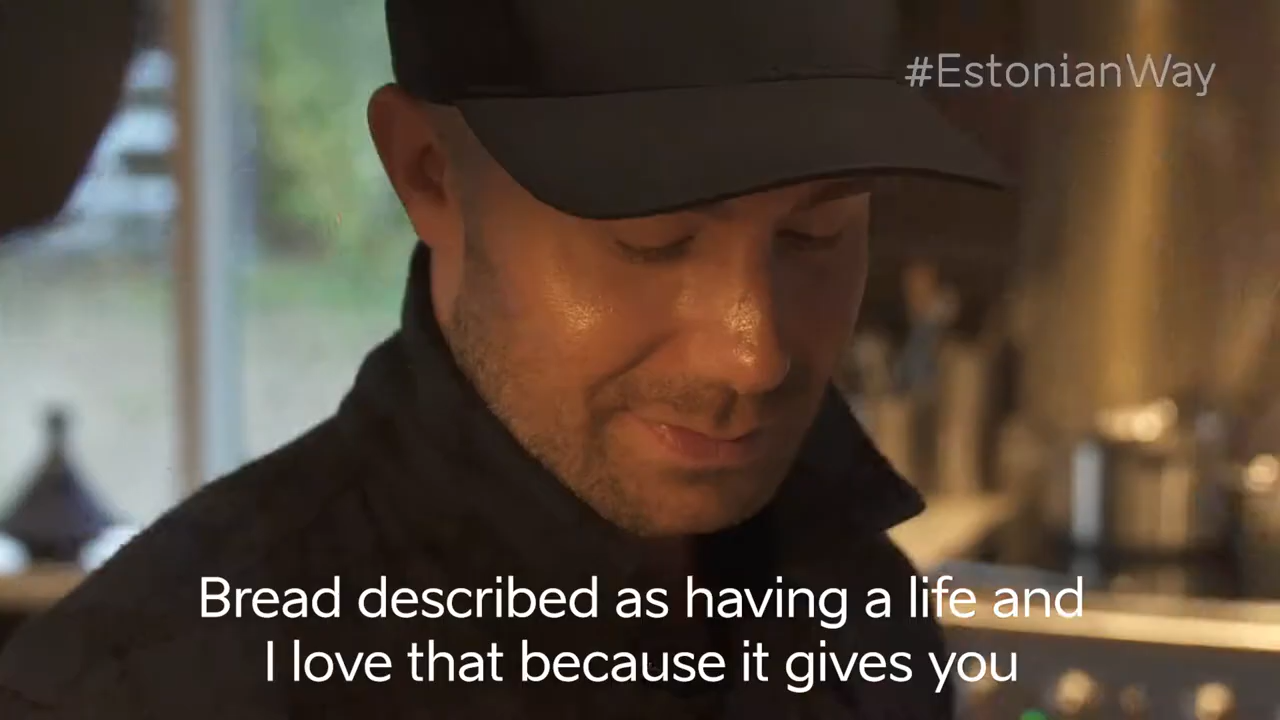 #EstonianWay
Bread described as having a life and
I love that because it gives you